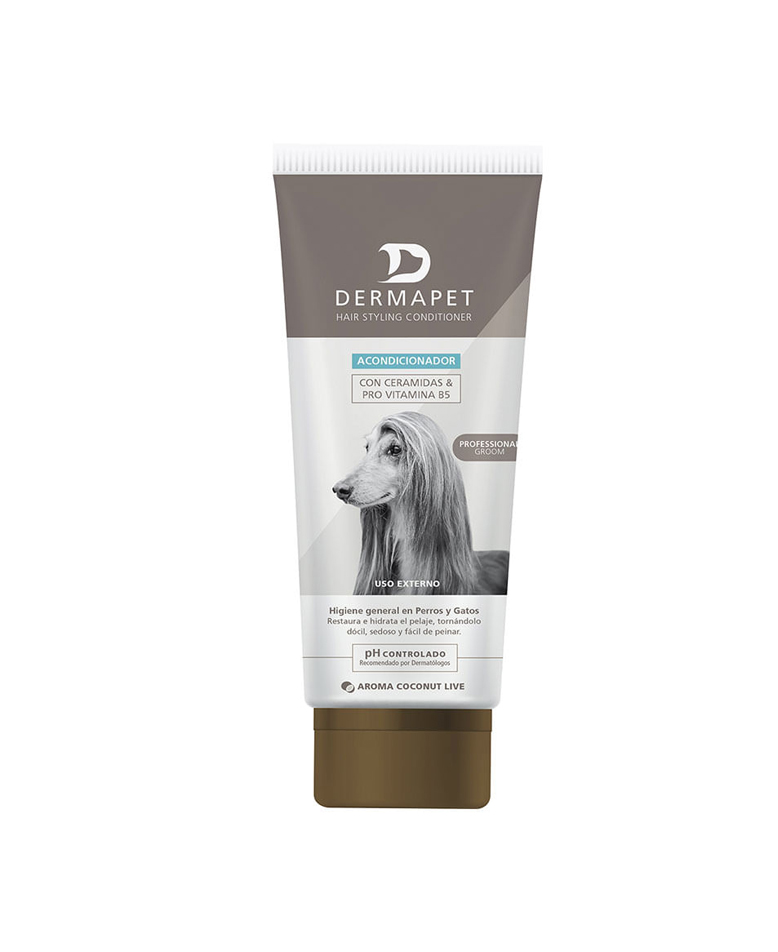 DERMAPET
HAIR STYLING CONDITIONER
ACONDICIONADOR
CON CERAMIDAS &
PRO VITAMINA B5
PROFESSIONAL
GROOM
USO EXTERNO
Higiene general en Perros y Gatos
Restaura e hidrata el pelaje, tornándolo
dócil, sedoso y fácil de peinar.
pH CONTROLADO
Recomendado por Dermatólogos
AROMA COCONUT LIVE